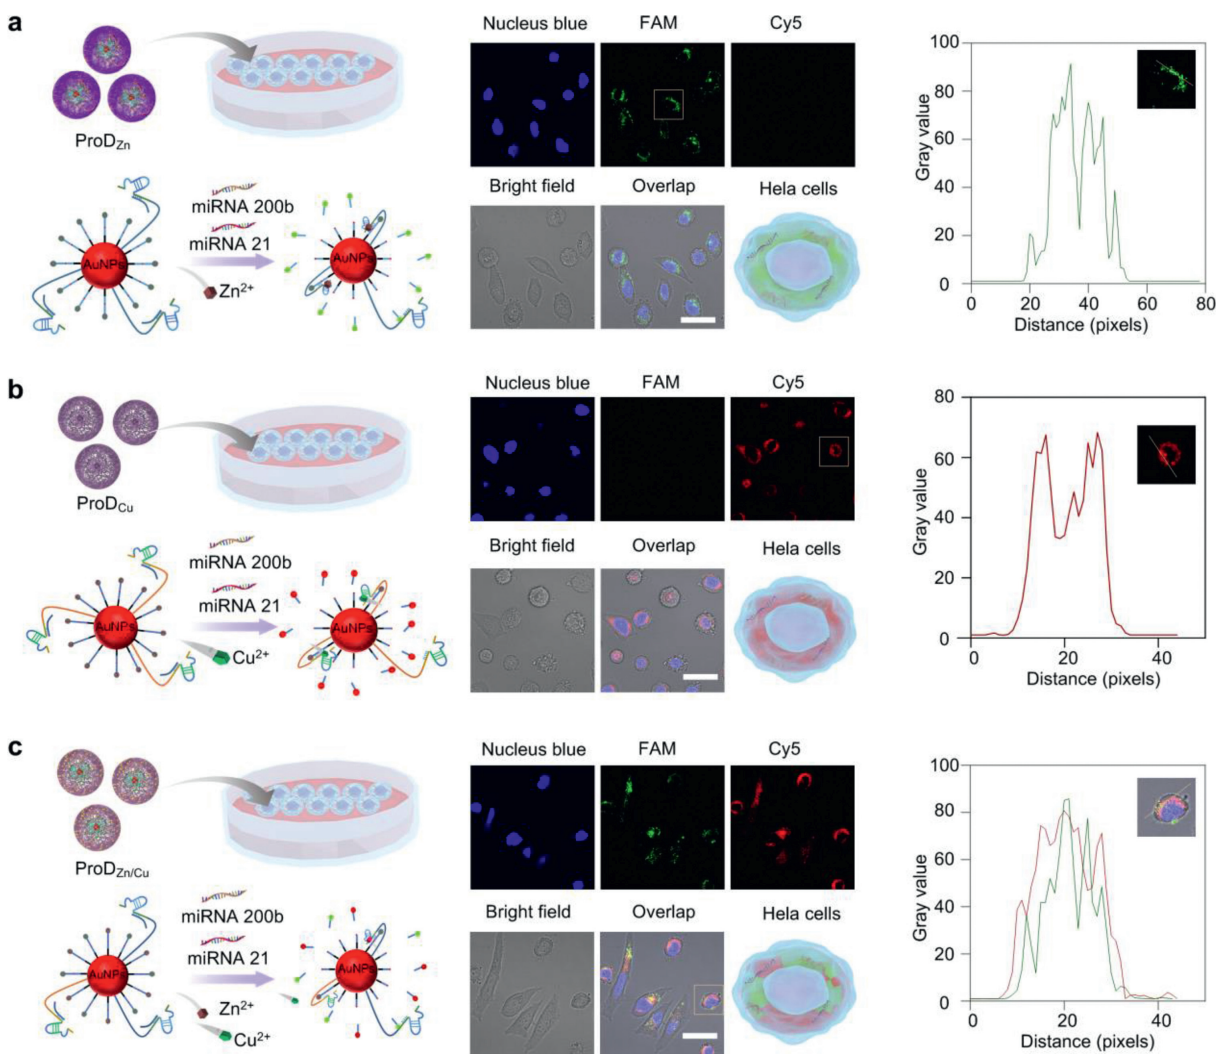 a
Nucleus blue FAM Cy5
ProD_Zn
miRNA 200b
miRNA 21
AuNPs AuNPs
Zn²⁺
Bright field Overlap Hela cells
100
80
60
40
20
0
Gray value
0 20 40 60 80
Distance (pixels)
b
Nucleus blue FAM Cy5
ProD_Cu
miRNA 200b
miRNA 21
AuNPs AuNPs
Cu²⁺
Bright field Overlap Hela cells
80
60
40
20
0
Gray value
0 20 40
Distance (pixels)
c
Nucleus blue FAM Cy5
ProD_Zn/Cu
miRNA 200b
miRNA 21
AuNPs AuNPs
Zn²⁺
Cu²⁺
Bright field Overlap Hela cells
100
80
60
40
20
0
Gray value
0 20 40
Distance (pixels)